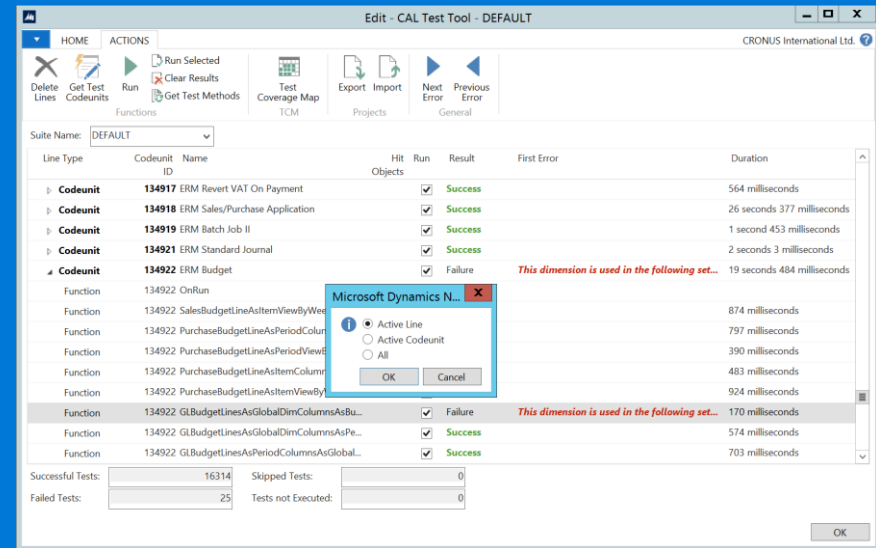 Edit - CAL Test Tool - DEFAULT
HOME ACTIONS
CRONUS International Ltd.
Delete Lines
Get Test Codeunits
Run
Run Selected
Clear Results
Get Test Methods
Test Coverage Map
Export
Import
Next Error
Previous Error
Functions
TCM
Projects
General
Suite Name: DEFAULT
Line Type Codeunit ID Name Hit Objects Run Result First Error Duration
Codeunit 134917 ERM Revert VAT On Payment Success 564 milliseconds
Codeunit 134918 ERM Sales/Purchase Application Success 26 seconds 377 milliseconds
Codeunit 134919 ERM Batch Job II Success 1 second 453 milliseconds
Codeunit 134921 ERM Standard Journal Success 2 seconds 3 milliseconds
Codeunit 134922 ERM Budget Failure This dimension is used in the following set... 19 seconds 484 milliseconds
Function 134922 OnRun
Function 134922 SalesBudgetLineAsItemViewByWee 874 milliseconds
Function 134922 PurchaseBudgetLineAsPeriodColun 797 milliseconds
Function 134922 PurchaseBudgetLineAsPeriodViewB 390 milliseconds
Function 134922 PurchaseBudgetLineAsItemColumn 483 milliseconds
Function 134922 PurchaseBudgetLineAsItemViewBy 924 milliseconds
Function 134922 GLBudgetLinesAsGlobalDimColumnsAsBu... Failure This dimension is used in the following set... 170 milliseconds
Function 134922 GLBudgetLinesAsGlobalDimColumnsAsPe... Success 574 milliseconds
Function 134922 GLBudgetLinesAsPeriodColumnsAsGlobal... Success 703 milliseconds
Microsoft Dynamics N...
Active Line
Active Codeunit
All
OK Cancel
Successful Tests: 16314 Skipped Tests: 0
Failed Tests: 25 Tests not Executed: 0
OK